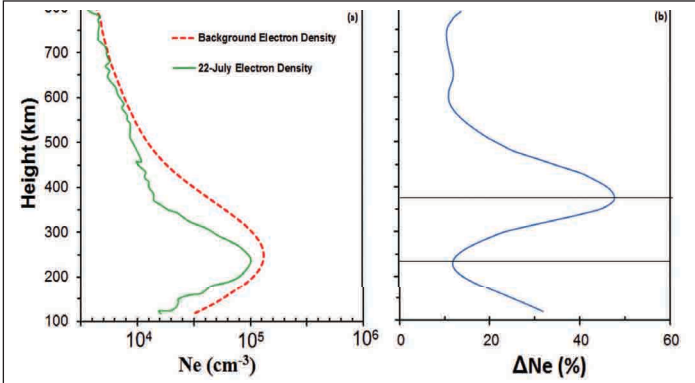 (a)
Background Electron Density
22-July Electron Density
700
600
500
400
300
200
100
Height (km)
10⁴
10⁵
10⁶
Ne (cm⁻³)
(b)
0
20
40
60
ΔNe (%)